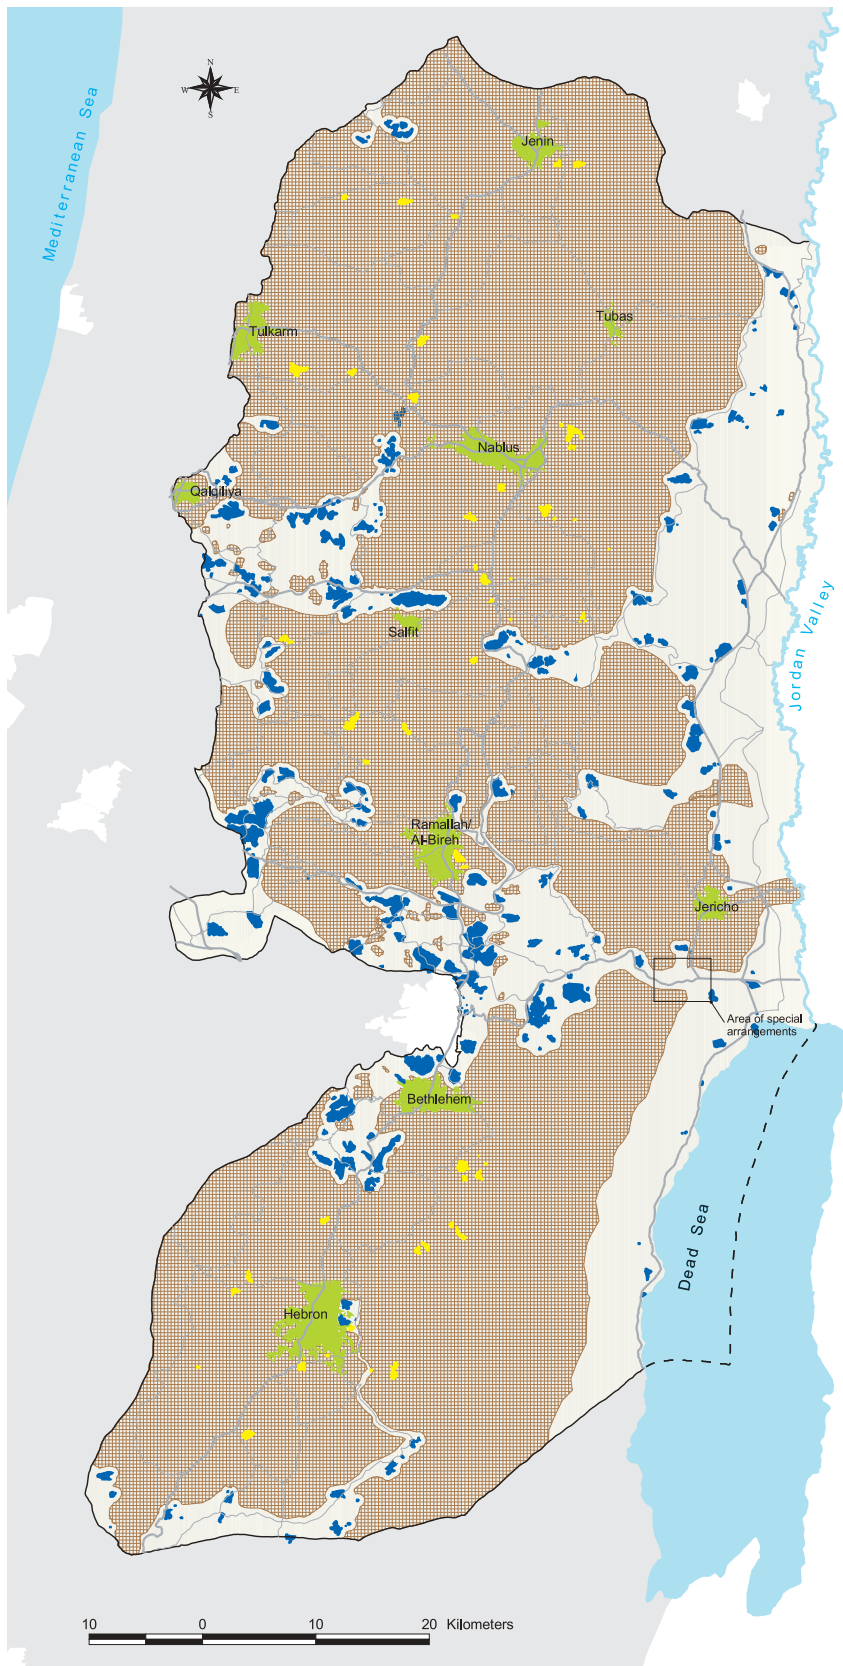 N
W E
S
Mediterranean Sea
Jenin
Tulkarm
Tubas
Nablus
Qalqiliya
Jordan Valley
Salfit
Ramallah/
Al-Bireh
Jericho
Area of special
arrangements
Bethlehem
Dead Sea
Hebron
10 0 10 20 Kilometers